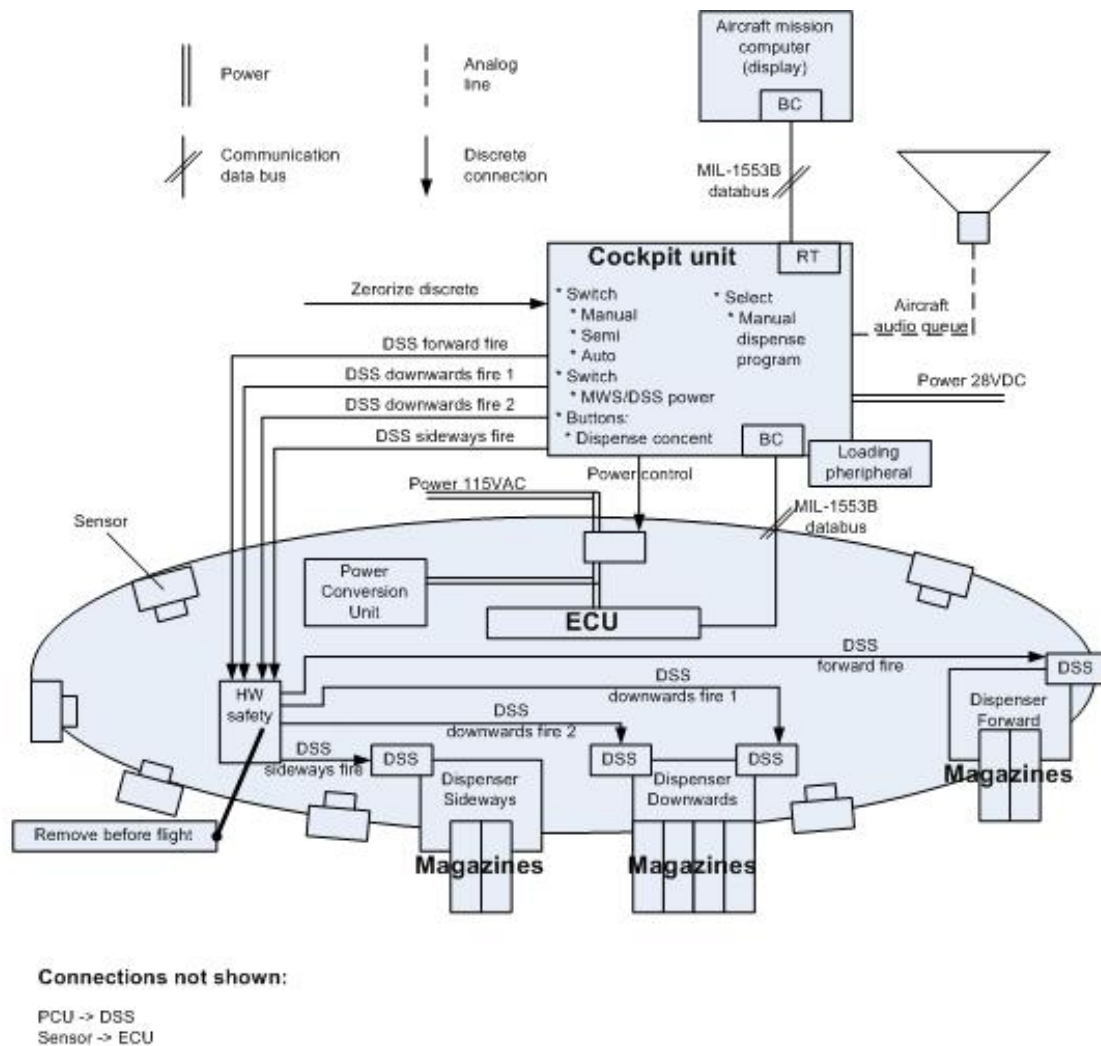 Power
Analog
line
Communication
data bus
Discrete
connection
Aircraft mission
computer
(display)
BC
MIL-1553B
databus
Cockpit unit
RT
* Switch
* Manual
* Semi
* Auto
* Switch
* MWS/DSS power
* Buttons:
* Dispense concent
* Select
* Manual
dispense
program
BC
Loading
pheripheral
Aircraft
audio queue
Power 28VDC
Zerorize discrete
DSS forward fire
DSS downwards fire 1
DSS downwards fire 2
DSS sideways fire
Power control
Power 115VAC
MIL-1553B
databus
Sensor
Power
Conversion
Unit
ECU
HW
safety
DSS
forward fire
DSS
downwards fire 1
DSS
downwards fire 2
DSS
sideways fire
DSS
Dispenser
Sideways
Magazines
DSS
Dispenser
Downwards
DSS
Magazines
DSS
Dispenser
Forward
Magazines
Remove before flight
Connections not shown:
PCU -> DSS
Sensor -> ECU